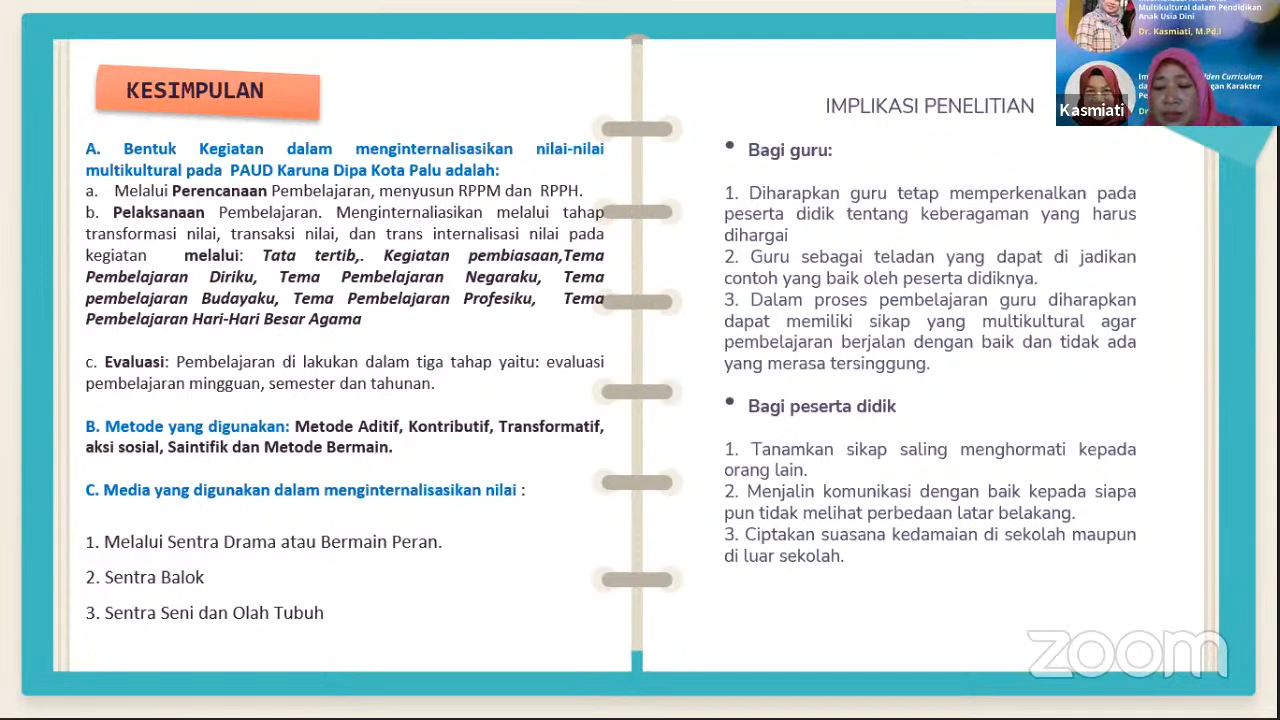 KESIMPULAN
A. Bentuk Kegiatan dalam menginternalisasikan nilai-nilai
multikultural pada PAUD Karuna Dipa Kota Palu adalah:
a. Melalui Perencanaan Pembelajaran, menyusun RPPM dan RPPH.
b. Pelaksanaan Pembelajaran. Menginternaliasikan melalui tahap
transformasi nilai, transaksi nilai, dan trans internalisasi nilai pada
kegiatan melalui: Tata tertib,. Kegiatan pembiasaan,Tema
Pembelajaran Diriku, Tema Pembelajaran Negaraku, Tema
pembelajaran Budayaku, Tema Pembelajaran Profesiku, Tema
Pembelajaran Hari-Hari Besar Agama
c. Evaluasi: Pembelajaran di lakukan dalam tiga tahap yaitu: evaluasi
pembelajaran mingguan, semester dan tahunan.
B. Metode yang digunakan: Metode Aditif, Kontributif, Transformatif,
aksi sosial, Saintifik dan Metode Bermain.
C. Media yang digunakan dalam menginternalisasikan nilai :
1. Melalui Sentra Drama atau Bermain Peran.
2. Sentra Balok
3. Sentra Seni dan Olah Tubuh
IMPLIKASI PENELITIAN
• Bagi guru:
1. Diharapkan guru tetap memperkenalkan pada
peserta didik tentang keberagaman yang harus
dihargai
2. Guru sebagai teladan yang dapat di jadikan
contoh yang baik oleh peserta didiknya.
3. Dalam proses pembelajaran guru diharapkan
dapat memiliki sikap yang multikultural agar
pembelajaran berjalan dengan baik dan tidak ada
yang merasa tersinggung.
• Bagi peserta didik
1. Tanamkan sikap saling menghormati kepada
orang lain.
2. Menjalin komunikasi dengan baik kepada siapa
pun tidak melihat perbedaan latar belakang.
3. Ciptakan suasana kedamaian di sekolah maupun
di luar sekolah.
Multikultural dalam Pendidikan
Anak Usia Dini
Dr. Kasmiati, M.Pd.I
Curriculum
Karakter
Kasmiati
zoom